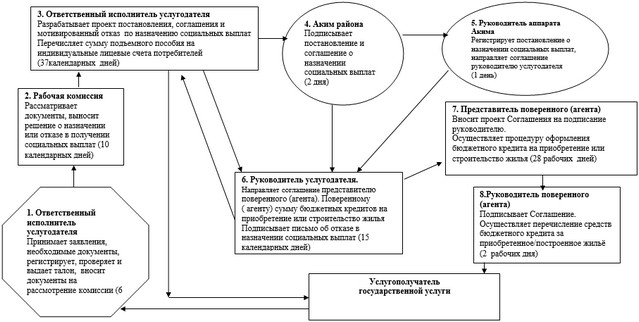 3. Ответственный исполнитель услугодателя
Разрабатывает проект постановления, соглашения и
мотивированный отказ по назначению социальных выплат
Перечисляет сумму подъемного пособия на
индивидуальные лицевые счета потребителей
(37календарных дней)
4. Аким района
Подписывает
постановление и
соглашение о
назначении
социальных выплат
(2 дня)
5. Руководитель аппарата
Акима
Регистрирует постановление о
назначении социальных выплат,
направляет соглашение
руководителю услугодателя
(1 день)
2. Рабочая комиссия
Рассматривает
документы, выносит
решение о назначении
или отказе в получении
социальных выплат (10
календарных дней)
7. Представитель поверенного (агента)
Вносит проект Соглашения на подписание
руководителю.
Осуществляет процедуру оформления
бюджетного кредита на приобретение или
строительство жилья (28 рабочих дней)
6. Руководитель услугодателя.
Направляет соглашение представителю
поверенного (агента). Поверенному
( агенту) сумму бюджетных кредитов на
приобретение или строительство жилья
Подписывает письмо об отказе в
назначении социальных выплат (15
календарных дней)
8.Руководитель поверенного
(агента)
Подписывает Соглашение.
Осуществляет перечисление средств
бюджетного кредита за
приобретенное/построенное жильё
(2 рабочих дня)
1. Ответственный
исполнитель
услугодателя
Принимает заявления,
необходимые документы,
регистрирует, проверяет и
выдает талон, вносит
документы на
рассмотрение комиссии (6
Услугополучатель
государственной услуги